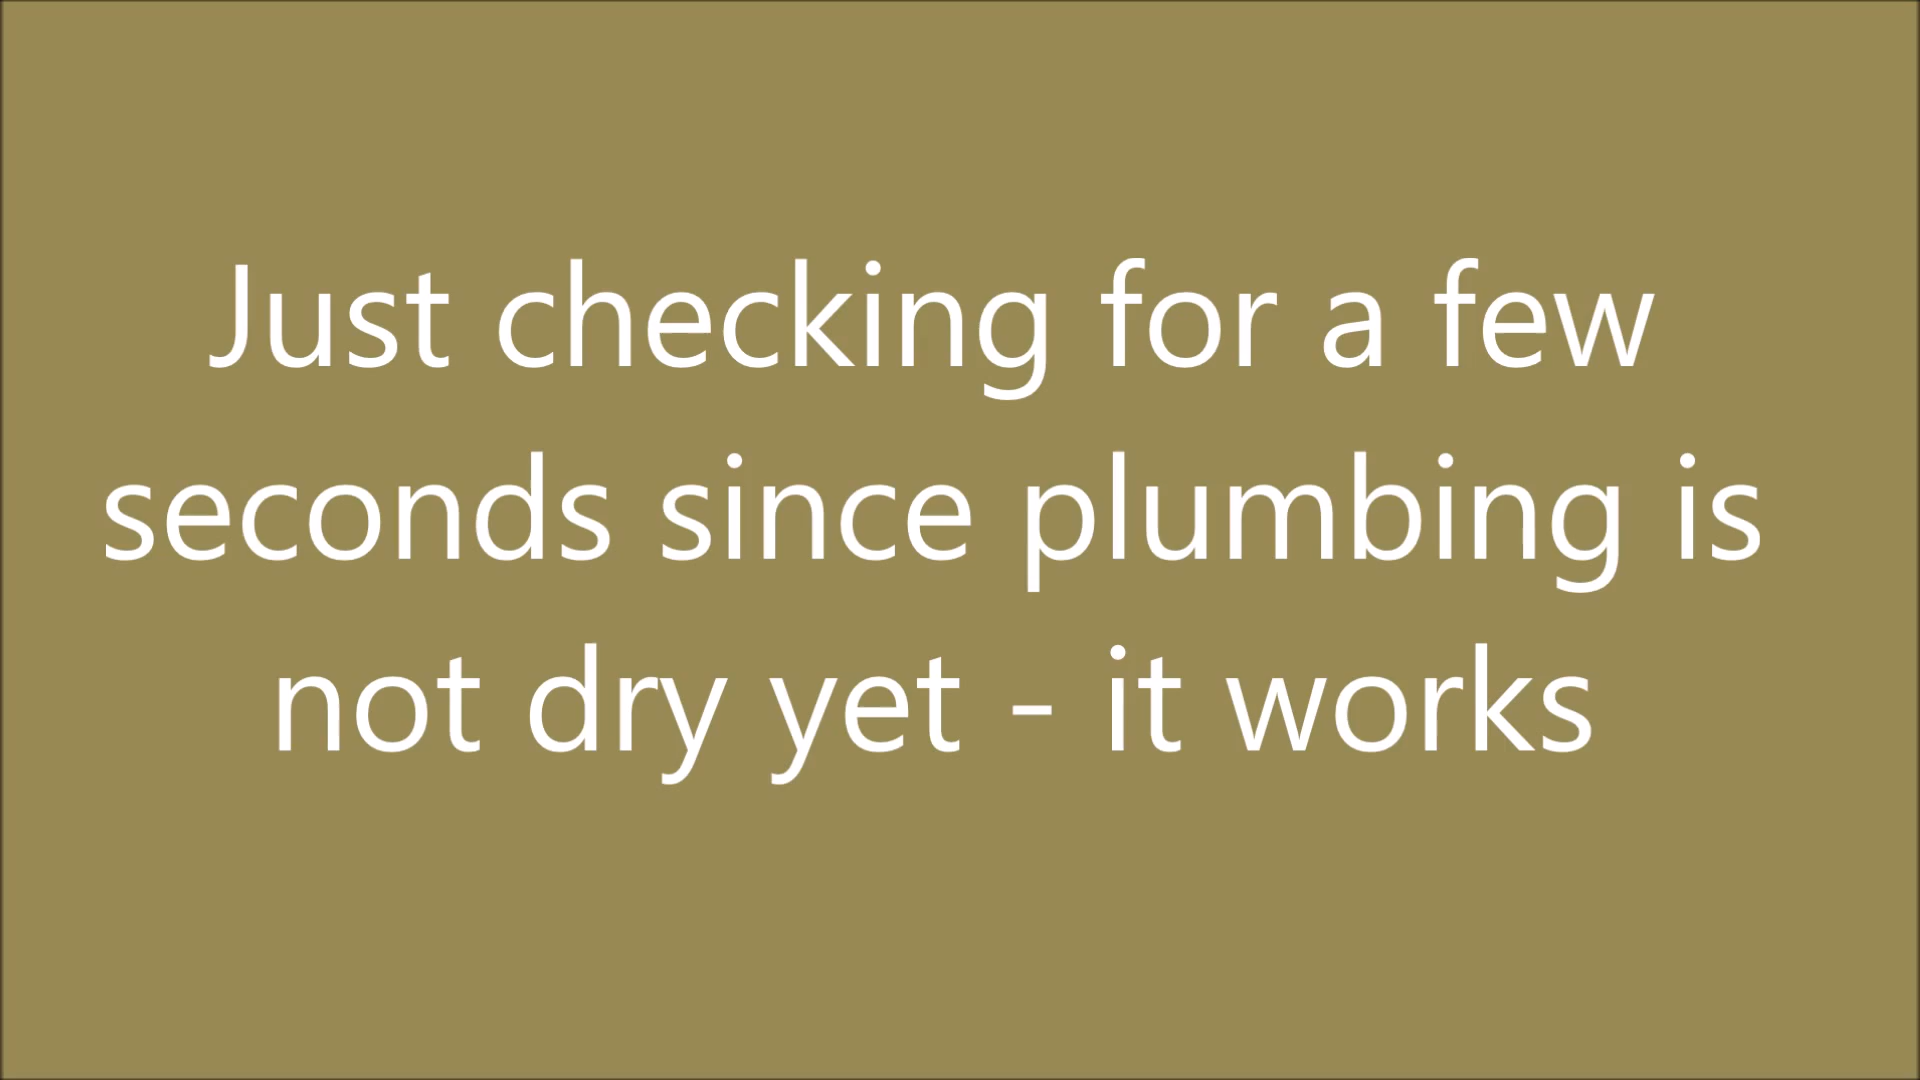 Just checking for a few
seconds since plumbing is
not dry yet - it works